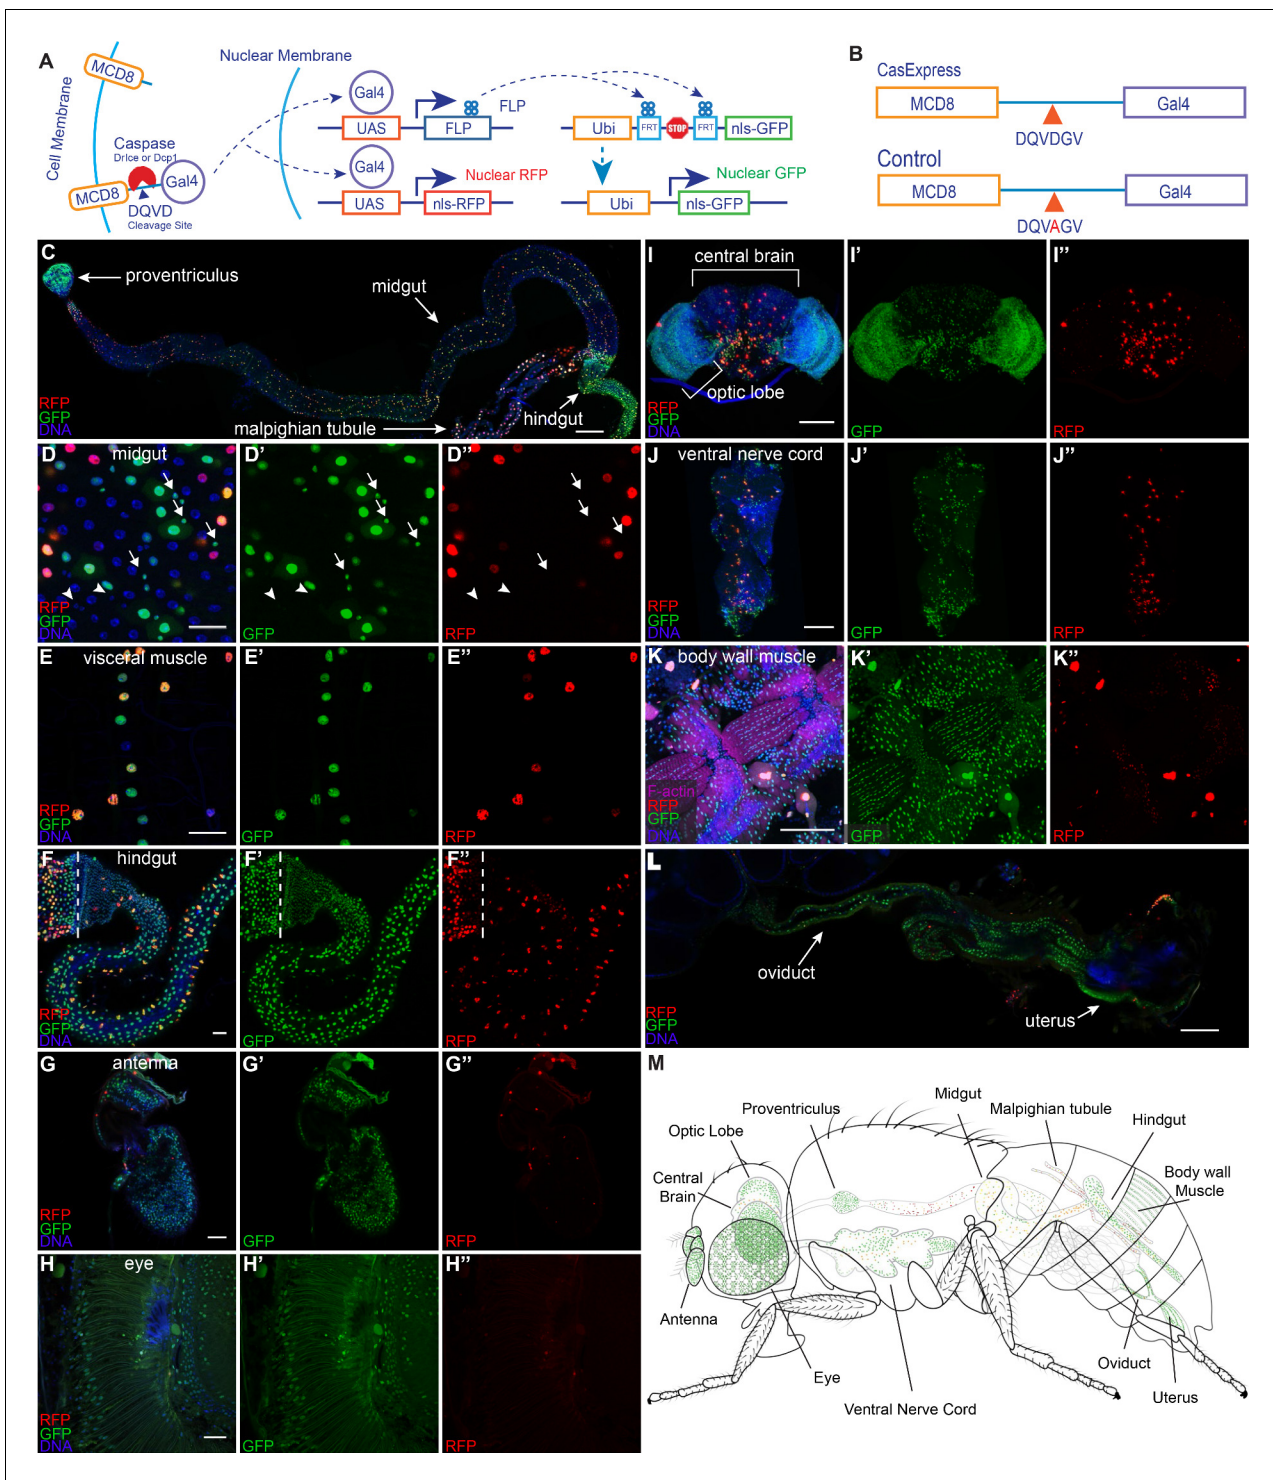 A
Cell Membrane
MCD8
Caspase
DrIce or Dcp1
MCD8
Gal4
DQVD
Cleavage Site
Nuclear Membrane
Gal4
UAS
FLP
FLP
Ubi
FRT
STOP
FRT
nls-GFP
Gal4
UAS
nls-RFP
Nuclear RFP
Ubi
nls-GFP
Nuclear GFP
B
CasExpress
MCD8
Gal4
DQVDGV
Control
MCD8
Gal4
DQVAGV
C
proventriculus
midgut
malpighian tubule
hindgut
RFP
GFP
DNA
D
midgut
RFP
GFP
DNA
D'
GFP
D''
RFP
E
visceral muscle
RFP
GFP
DNA
E'
GFP
E''
RFP
F
hindgut
RFP
GFP
DNA
F'
GFP
F''
RFP
G
antenna
RFP
GFP
DNA
G'
GFP
G''
RFP
H
eye
RFP
GFP
DNA
H'
GFP
H''
RFP
I
central brain
optic lobe
RFP
GFP
DNA
I'
GFP
I''
RFP
J
ventral nerve cord
RFP
GFP
DNA
J'
GFP
J''
RFP
K
body wall muscle
F-actin
RFP
GFP
DNA
K'
GFP
K''
RFP
L
oviduct
uterus
RFP
GFP
DNA
M
Midgut
Proventriculus
Malpighian tubule
Hindgut
Optic Lobe
Central
Brain
Body wall
Muscle
Antenna
Eye
Ventral Nerve Cord
Oviduct
Uterus